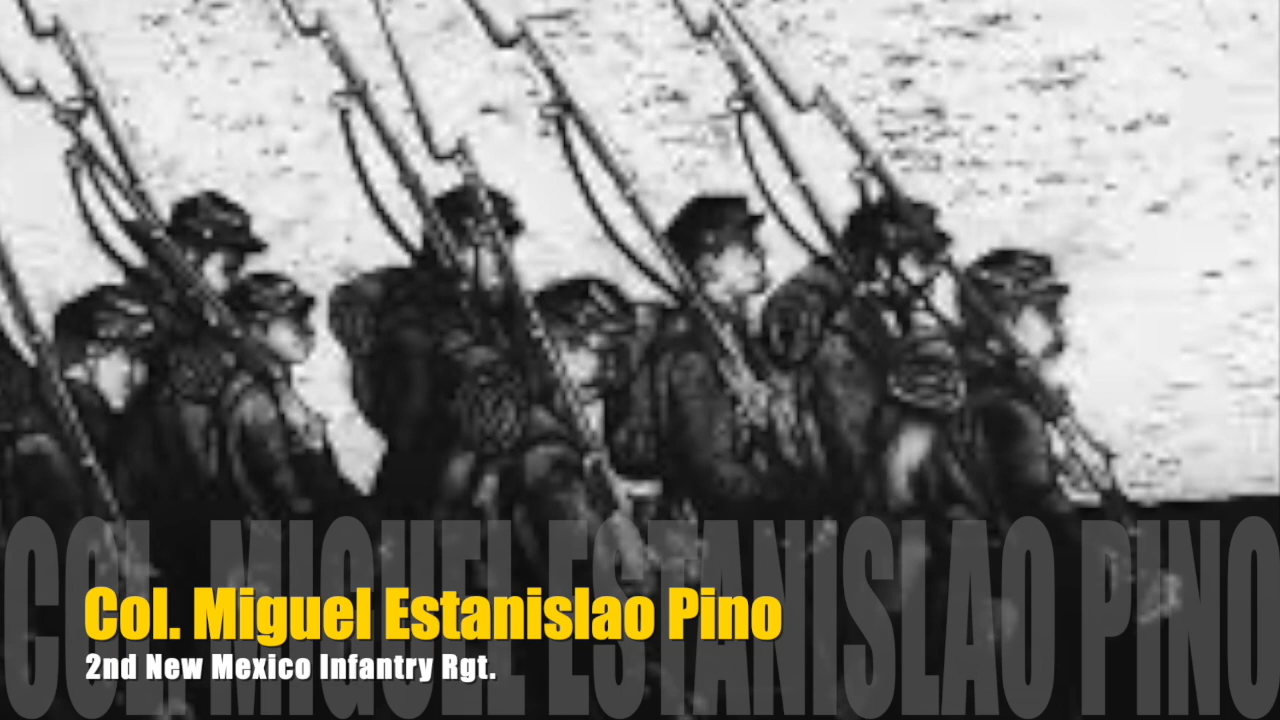 COL. MIGUEL ESTANISLAO PINO
Col. Miguel Estanislao Pino
2nd New Mexico Infantry Rgt.